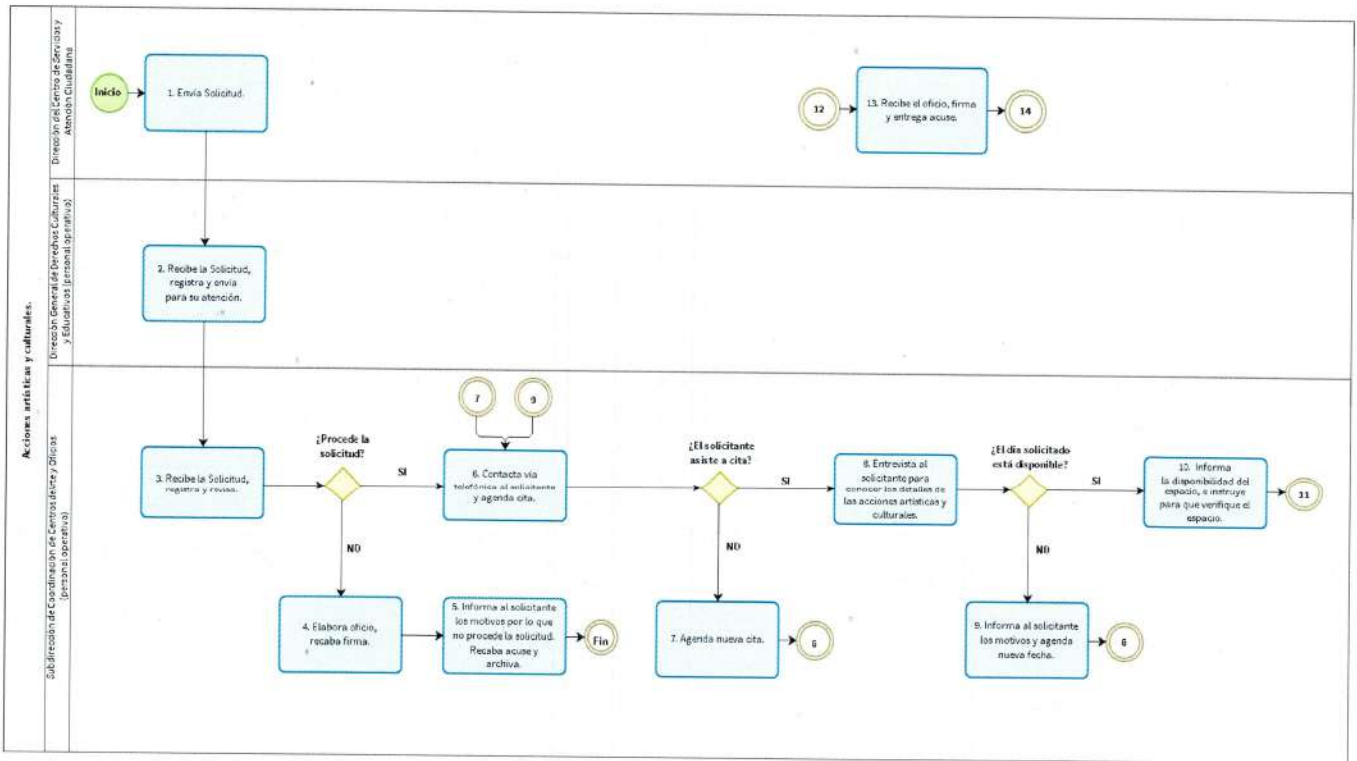 Acciones artísticas y culturales.
Dirección del Centro de Servicios y
Atención Ciudadana
Inicio
1. Envía Solicitud.
12
13. Recibe el oficio, firma
y entrega acuse.
14
Dirección General de Derechos Culturales
y Educativos (personal operativo)
2. Recibe la Solicitud,
registra y envía
para su atención.
Subdirección de Coordinación de Centros de Arte y Oficios
(personal operativo)
3. Recibe la Solicitud,
registra y revisa.
¿Procede la
solicitud?
SI
NO
4. Elabora oficio,
recaba firma.
5. Informa al solicitante
los motivos por lo que
no procede la solicitud.
Recaba acuse y
archiva.
Fin
7
9
6. Contacta vía
telefónica al solicitante
y agenda cita.
¿El solicitante
asiste a cita?
SI
NO
7. Agenda nueva cita.
6
8. Entrevista al
solicitante para
conocer los detalles de
las acciones artísticas y
culturales.
¿El día solicitado
está disponible?
SI
NO
9. Informa al solicitante
los motivos y agenda
nueva fecha.
6
10. Informa
la disponibilidad del
espacio, e instruye
para que verifique el
espacio.
11